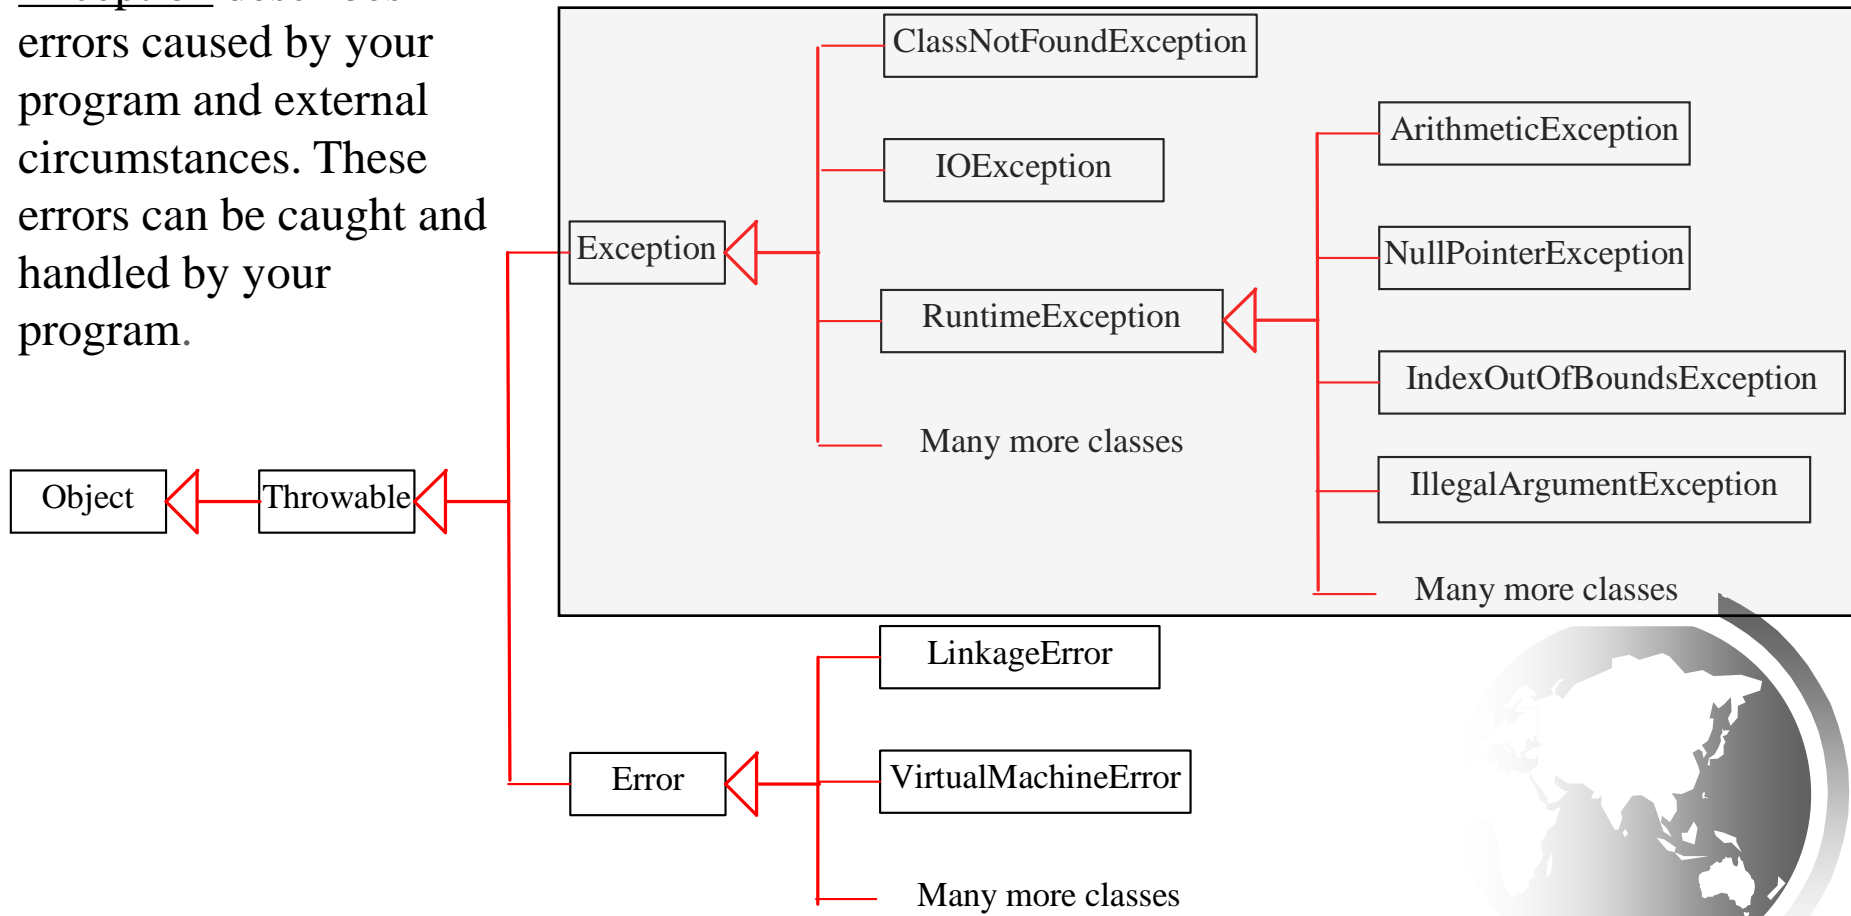 errors caused by your
program and external
circumstances. These
errors can be caught and
handled by your
program.
ClassNotFoundException
IOException
Exception
RuntimeException
Many more classes
ArithmeticException
NullPointerException
IndexOutOfBoundsException
IllegalArgumentException
Many more classes
Object
Throwable
LinkageError
Error
VirtualMachineError
Many more classes